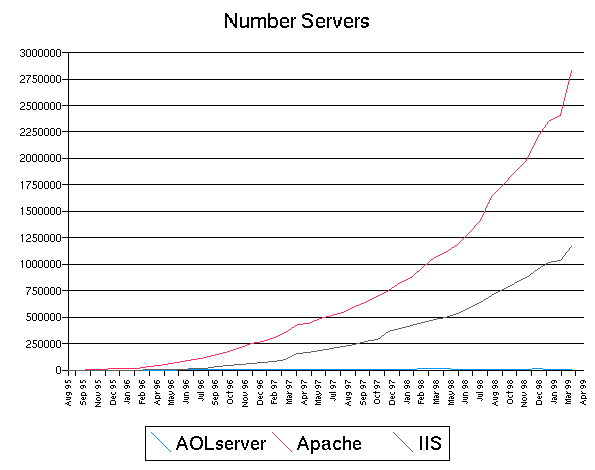 Number Servers
3000000
2750000
2500000
2250000
2000000
1750000
1500000
1250000
1000000
750000
500000
250000
0
Aug 95
Sep 95
Nov 95
Dec 95
Jan 96
Feb 96
Apr 96
May 96
Jun 96
Jul 96
Aug 96
Oct 96
Nov 96
Dec 96
Feb 97
Mar 97
Apr 97
May 97
Jun 97
Jul 97
Aug 97
Oct 97
Nov 97
Dec 97
Feb 98
Mar 98
May 98
Jun 98
Jul 98
Aug 98
Oct 98
Nov 98
Dec 98
Jan 99
Mar 99
Apr 99
AOLserver Apache IIS